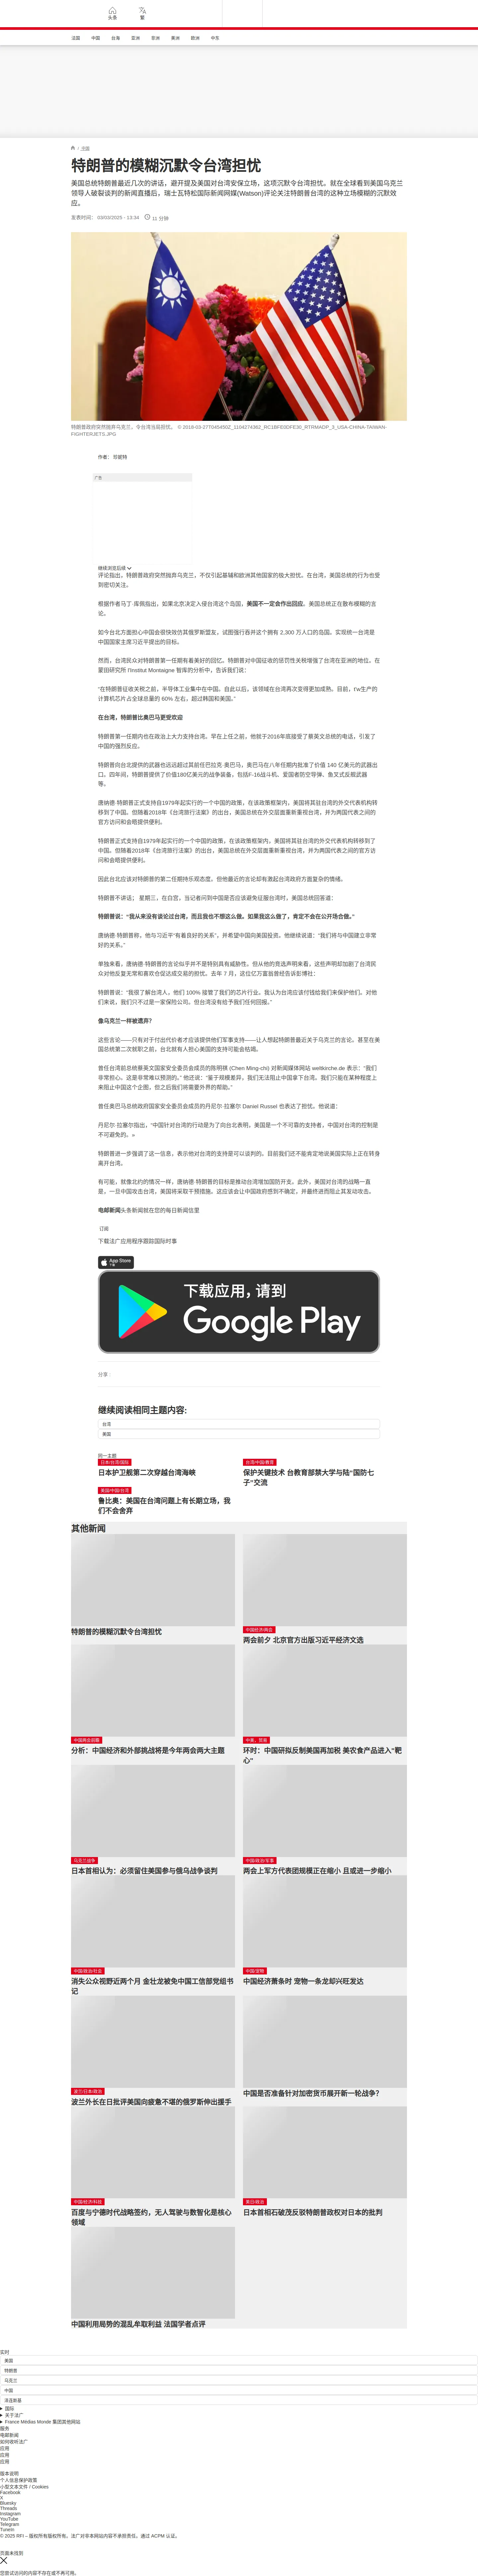 头条
繁
法国
中国
台海
亚洲
非洲
美洲
欧洲
中东
/ 中国
特朗普的模糊沉默令台湾担忧
美国总统特朗普最近几次的讲话，避开提及美国对台湾安保立场，这项沉默令台湾担忧。就在全球看到美国乌克兰
领导人破裂谈判的新闻直播后，瑞士瓦特松国际新闻网媒(Watson)评论关注特朗普台湾的这种立场模糊的沉默效
应。
发表时间： 03/03/2025 - 13:34
11 分钟
特朗普政府突然抛弃乌克兰，令台湾当局担忧。 © 2018-03-27T045450Z_1104274362_RC1BFE0DFE30_RTRMADP_3_USA-CHINA-TAIWAN-
FIGHTERJETS.JPG
作者： 珍妮特
广告
继续浏览后续
评论指出，特朗普政府突然抛弃乌克兰，不仅引起基辅和欧洲其他国家的极大担忧。在台湾，美国总统的行为也受
到密切关注。
根据作者马丁·库佩指出，如果北京决定入侵台湾这个岛国，美国不一定会作出回应。美国总统正在散布模糊的言
论。
如今台北方面担心中国会很快效仿其俄罗斯盟友，试图强行吞并这个拥有 2,300 万人口的岛国。实现统一台湾是
中国国家主席习近平提出的目标。
然而，台湾民众对特朗普第一任期有着美好的回忆。特朗普对中国征收的惩罚性关税增强了台湾在亚洲的地位。在
蒙田研究所 l'Institut Montaigne 智库的分析中，告诉我们说：
“在特朗普征收关税之前，半导体工业集中在中国。自此以后，该领域在台湾再次变得更加成熟。目前，τw生产的
计算机芯片占全球总量的 60% 左右，超过韩国和美国。”
在台湾，特朗普比奥巴马更受欢迎
特朗普第一任期内也在政治上大力支持台湾。早在上任之前，他就于2016年底接受了蔡英文总统的电话，引发了
中国的强烈反应。
特朗普向台北提供的武器也远远超过其前任巴拉克·奥巴马。奥巴马在八年任期内批准了价值 140 亿美元的武器出
口。四年间，特朗普提供了价值180亿美元的战争装备，包括F-16战斗机、爱国者防空导弹、鱼叉式反舰武器
等。
唐纳德·特朗普正式支持自1979年起实行的一个中国的政策，在该政策框架内，美国将其驻台湾的外交代表机构转
移到了中国。但随着2018年《台湾旅行法案》的出台，美国总统在外交层面重新重视台湾，并为两国代表之间的
官方访问和会晤提供便利。
特朗普正式支持自1979年起实行的一个中国的政策，在该政策框架内，美国将其驻台湾的外交代表机构转移到了
中国。但随着2018年《台湾旅行法案》的出台，美国总统在外交层面重新重视台湾，并为两国代表之间的官方访
问和会晤提供便利。
因此台北应该对特朗普的第二任期持乐观态度。但他最近的言论却有激起台湾政府方面复杂的情绪。
特朗普不讲话； 星期三，在白宫，当记者问到中国是否应该避免征服台湾时，美国总统回答道：
特朗普说：“我从来没有谈论过台湾，而且我也不想这么做。如果我这么做了，肯定不会在公开场合做。”
唐纳德·特朗普称，他与习近平“有着良好的关系”，并希望中国向美国投资。他继续说道：“我们将与中国建立非常
好的关系。”
单独来看，唐纳德·特朗普的言论似乎并不是特别具有威胁性。但从他的竞选声明来看，这些声明却加剧了台湾民
众对他反复无常和喜欢仓促达成交易的担忧。去年 7 月，这位亿万富翁曾经告诉彭博社：
特朗普说：“我很了解台湾人，他们 100% 接管了我们的芯片行业。我认为台湾应该付钱给我们来保护他们。对他
们来说，我们只不过是一家保险公司。但台湾没有给予我们任何回报。”
像乌克兰一样被遗弃?
这些言论——只有对于付出代价者才应该提供他们军事支持——让人想起特朗普最近关于乌克兰的言论。甚至在美
国总统第二次就职之前，台北就有人担心美国的支持可能会枯竭。
曾任台湾前总统蔡英文国家安全委员会成员的陈明祺 (Chen Ming-chi) 对新闻媒体网站 weltkirche.de 表示：“我们
非常担心。这是非常难以预测的。” 他还说：“鉴于规模差异，我们无法阻止中国拿下台湾。我们只能在某种程度上
来阻止中国这个企图，但之后我们将需要外界的帮助。”
曾任奥巴马总统政府国家安全委员会成员的丹尼尔·拉塞尔 Daniel Russel 也表达了担忧。他说道：
丹尼尔·拉塞尔指出，“中国针对台湾的行动是为了向台北表明，美国是一个不可靠的支持者，中国对台湾的控制是
不可避免的。»
特朗普进一步强调了这一信息，表示他对台湾的支持是可以谈判的。目前我们还不能肯定地说美国实际上正在转身
离开台湾。
有可能，就像北约的情况一样，唐纳德·特朗普的目标是推动台湾增加国防开支。此外，美国对台湾的战略一直
是，一旦中国攻击台湾，美国将采取干预措施。这应该会让中国政府感到不确定，并最终进而阻止其发动攻击。
电邮新闻头条新闻就在您的每日新闻信里
订阅
下载法广应用程序跟踪国际时事
App Store
下载
下载应用，请到
Google Play
分享 :
继续阅读相同主题内容:
台湾
美国
同一主题
日本/台湾/国际
日本护卫舰第二次穿越台湾海峡
台湾/中国/教育
保护关键技术 台教育部禁大学与陆“国防七
子”交流
美国/中国/台湾
鲁比奥：美国在台湾问题上有长期立场，我
们不会舍弃
其他新闻
特朗普的模糊沉默令台湾担忧
中国经济/两会
两会前夕 北京官方出版习近平经济文选
中国两会前瞻
分析：中国经济和外部挑战将是今年两会两大主题
中美、贸易
环时：中国研拟反制美国再加税 美农食产品进入“靶
心”
乌克兰战争
日本首相认为：必须留住美国参与俄乌战争谈判
中国/政治/军事
两会上军方代表团规模正在缩小 且或进一步缩小
中国/政治/社会
消失公众视野近两个月 金壮龙被免中国工信部党组书
记
中国/宠物
中国经济萧条时 宠物一条龙却兴旺发达
波兰/日本/政治
波兰外长在日批评美国向疲惫不堪的俄罗斯伸出援手
中国是否准备针对加密货币展开新一轮战争？
中国/经济/科技
百度与宁德时代战略签约，无人驾驶与数智化是核心
领域
美日/政治
日本首相石破茂反驳特朗普政权对日本的批判
中国利用局势的混乱牟取利益 法国学者点评
实时
美国
特朗普
乌克兰
中国
泽连斯基
国际
关于法广
France Médias Monde 集团其他网站
服务
电邮新闻
如何收听法广
应用
应用
应用
版本说明
个人信息保护政策
小型文本文件 / Cookies
Facebook
X
Bluesky
Threads
Instagram
YouTube
Telegram
TuneIn
© 2025 RFI – 版权所有版权所有。法广对非本网站内容不承担责任。通过 ACPM 认证。
页面未找到
您尝试访问的内容不存在或不再可用。